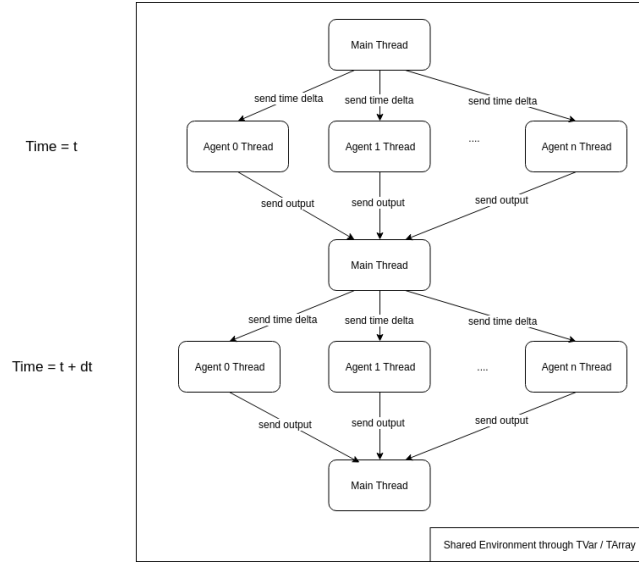 Main Thread
send time delta
send time delta
send time delta
Time = t
Agent 0 Thread
Agent 1 Thread
....
Agent n Thread
send output
send output
send output
Main Thread
send time delta
send time delta
send time delta
Time = t + dt
Agent 0 Thread
Agent 1 Thread
....
Agent n Thread
send output
send output
send output
Main Thread
Shared Environment through TVar / TArray